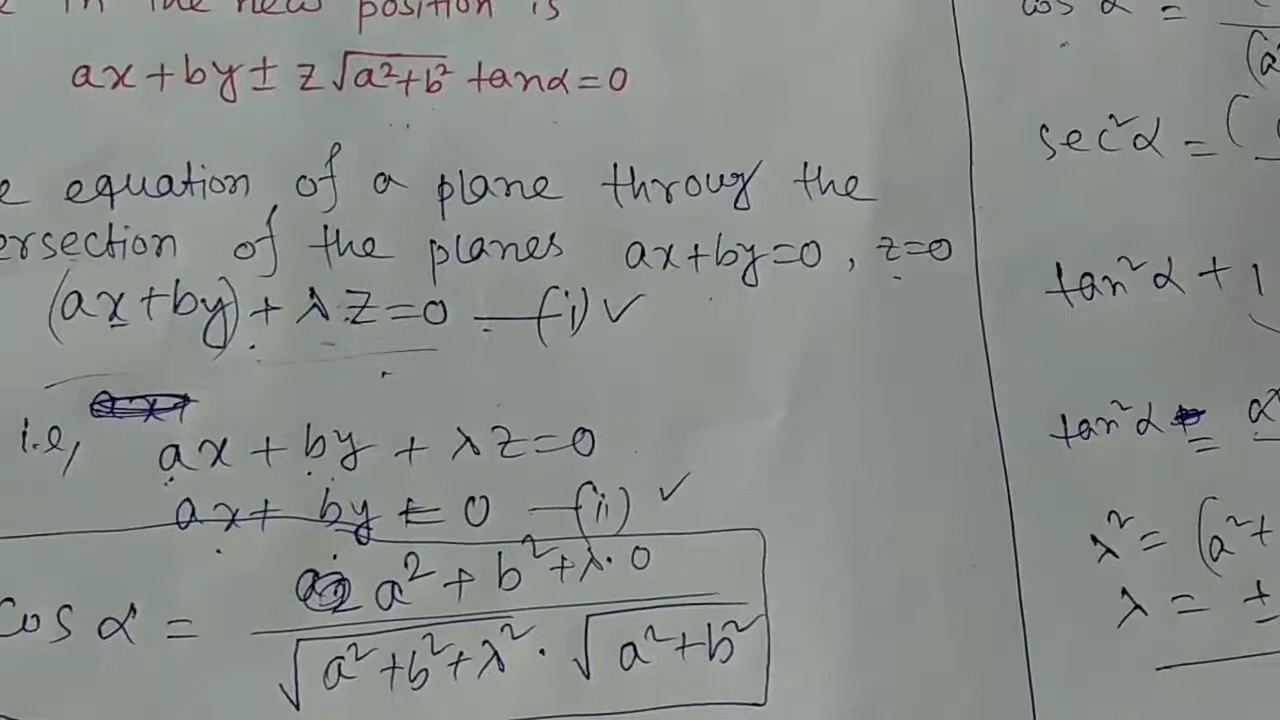 in the new position is
ax+by± z√a²+b² tanα=0
equation of a plane throug the
of the planes ax+by=0, z=0
(ax+by)+λz=0 —(i)✓
i.e, ax+by+λz=0
ax+by=0 —(ii)✓
cos α = a²+b²+λ·0 / √a²+b²+λ² · √a²+b²
cos α =
sec²α = (
tan²α + 1
tan²α =
λ² = (a²+
λ = ±